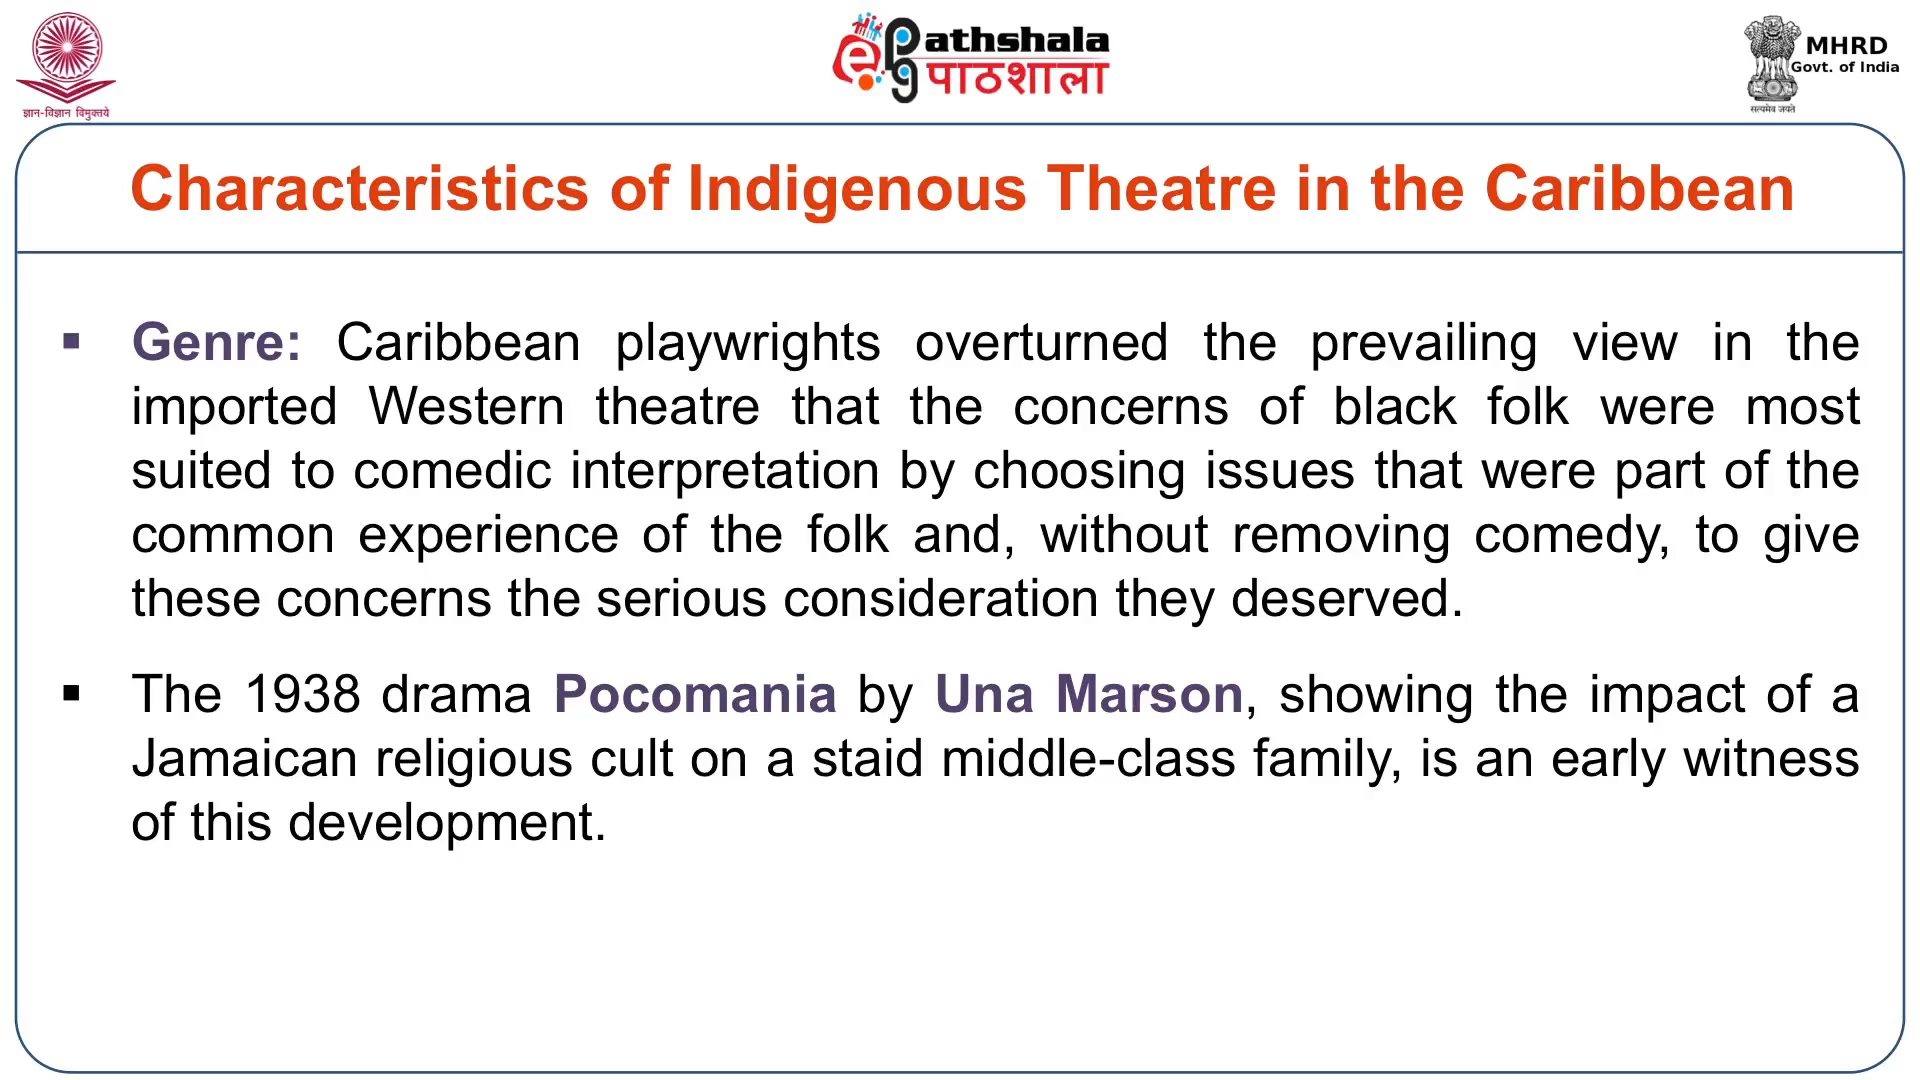 ज्ञान-विज्ञान विमुक्तये
e Pathshala
पाठशाला
MHRD
Govt. of India
सत्यमेव जयते
Characteristics of Indigenous Theatre in the Caribbean
▪ Genre: Caribbean playwrights overturned the prevailing view in the
imported Western theatre that the concerns of black folk were most
suited to comedic interpretation by choosing issues that were part of the
common experience of the folk and, without removing comedy, to give
these concerns the serious consideration they deserved.
▪ The 1938 drama Pocomania by Una Marson, showing the impact of a
Jamaican religious cult on a staid middle-class family, is an early witness
of this development.